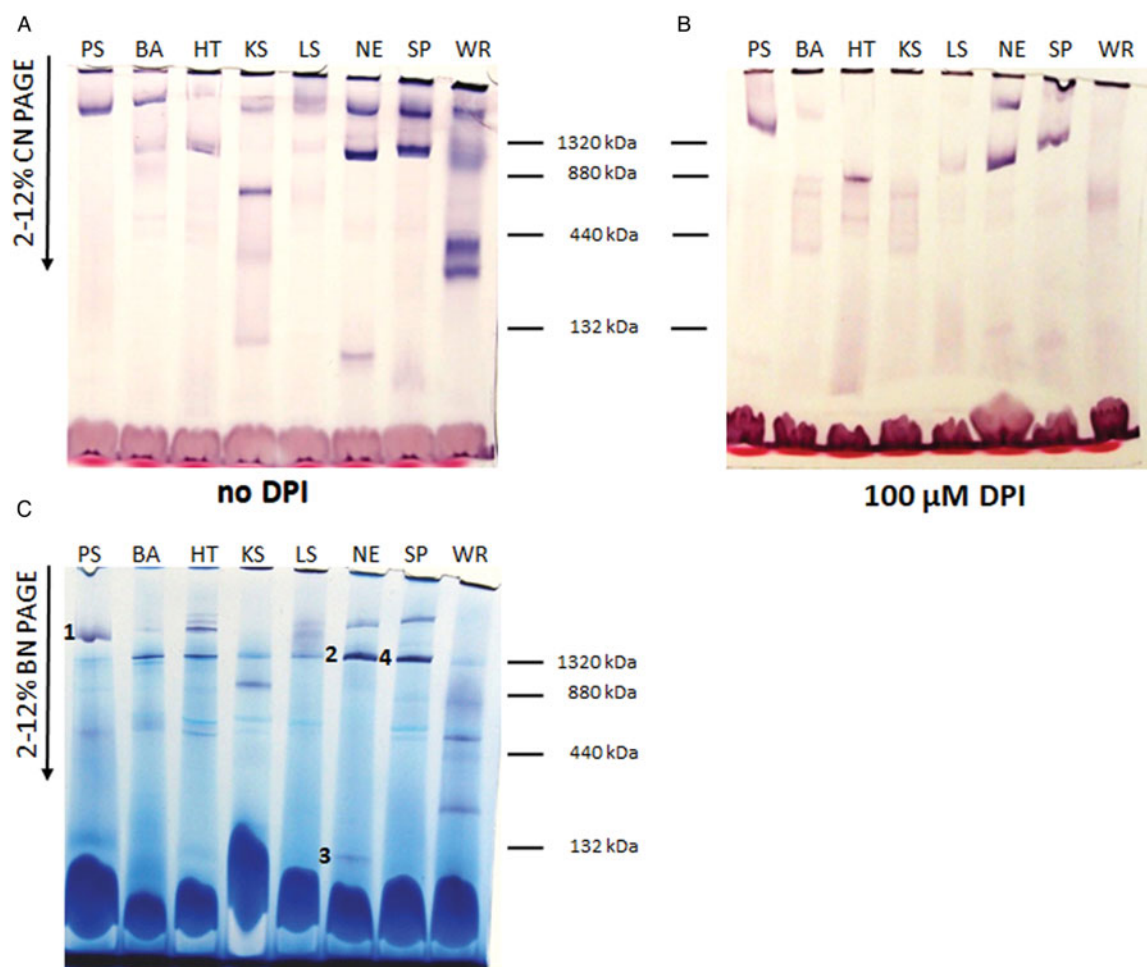 A
PS BA HT KS LS NE SP WR
2-12% CN PAGE
1320 kDa
880 kDa
440 kDa
132 kDa
no DPI
B
PS BA HT KS LS NE SP WR
100 µM DPI
C
PS BA HT KS LS NE SP WR
2-12% BN PAGE
1
2
4
3
1320 kDa
880 kDa
440 kDa
132 kDa